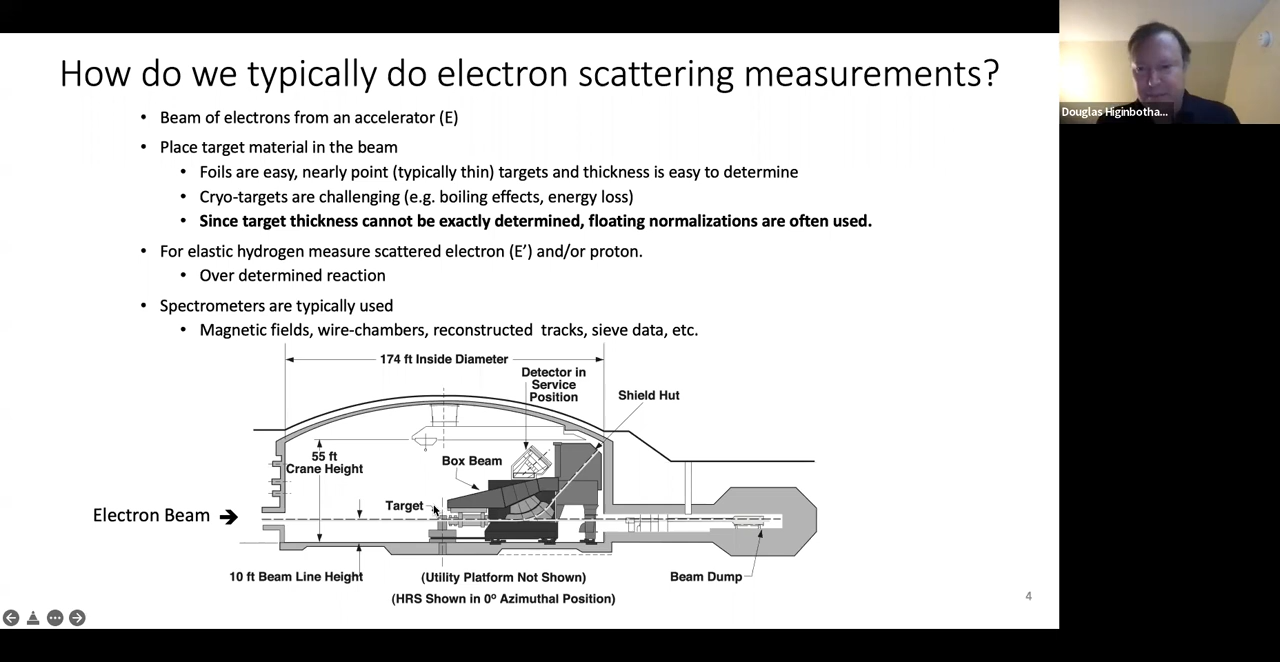 How do we typically do electron scattering measurements?
• Beam of electrons from an accelerator (E)
• Place target material in the beam
• Foils are easy, nearly point (typically thin) targets and thickness is easy to determine
• Cryo-targets are challenging (e.g. boiling effects, energy loss)
• Since target thickness cannot be exactly determined, floating normalizations are often used.
• For elastic hydrogen measure scattered electron (E’) and/or proton.
• Over determined reaction
• Spectrometers are typically used
• Magnetic fields, wire-chambers, reconstructed tracks, sieve data, etc.
174 ft Inside Diameter
Detector in
Service
Position
Shield Hut
55 ft
Crane Height
Box Beam
Target
Electron Beam
10 ft Beam Line Height
(Utility Platform Not Shown)
Beam Dump
(HRS Shown in 0º Azimuthal Position)
4
Douglas Higinbotha...